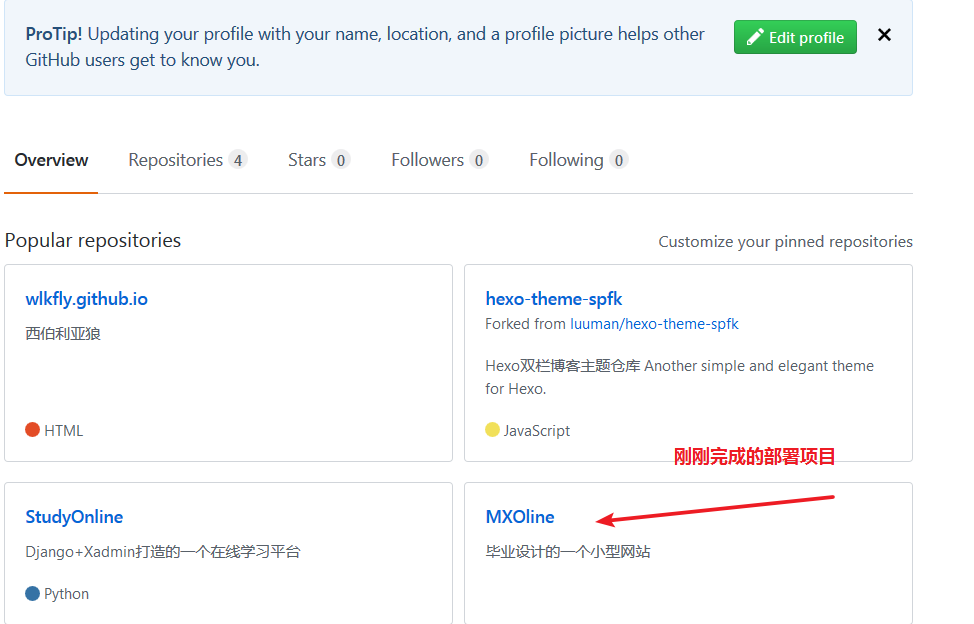 ProTip! Updating your profile with your name, location, and a profile picture helps other
GitHub users get to know you.
Edit profile
Overview
Repositories 4
Stars 0
Followers 0
Following 0
Popular repositories
Customize your pinned repositories
wlkfly.github.io
西伯利亚狼
HTML
hexo-theme-spfk
Forked from luuman/hexo-theme-spfk
Hexo双栏博客主题仓库 Another simple and elegant theme
for Hexo.
JavaScript
刚刚完成的部署项目
StudyOnline
Django+Xadmin打造的一个在线学习平台
Python
MXOline
毕业设计的一个小型网站